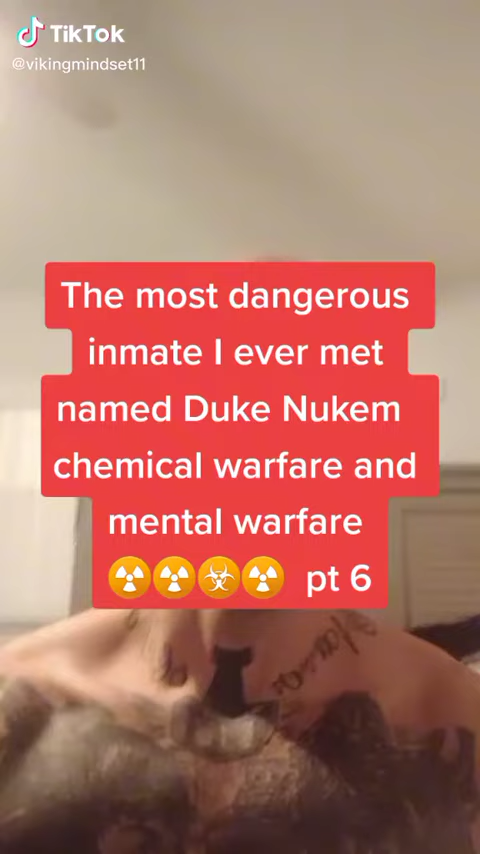 TikTok
@vikingmindset11
The most dangerous
inmate I ever met
named Duke Nukem
chemical warfare and
mental warfare
☢️☢️☣️☢️ pt 6